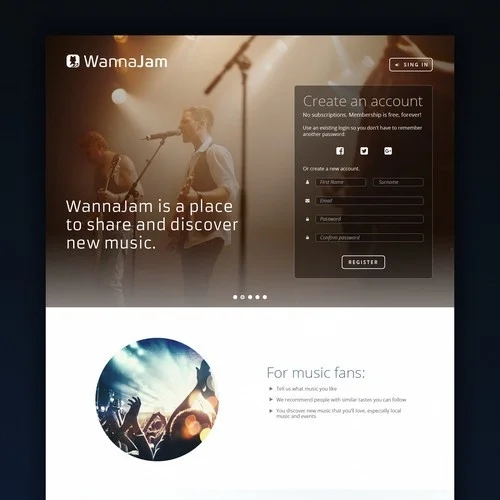 WannaJam
SING IN
Create an account
No subscriptions. Membership is free, forever!
Use an existing login so you don't have to remember
another password:
Or create a new account.
First Name
Surname
Email
Password
Confirm password
REGISTER
WannaJam is a place
to share and discover
new music.
For music fans:
Tell us what music you like
We recommend people with similar tastes you can follow
You discover new music that you'll love, especially local
music and events